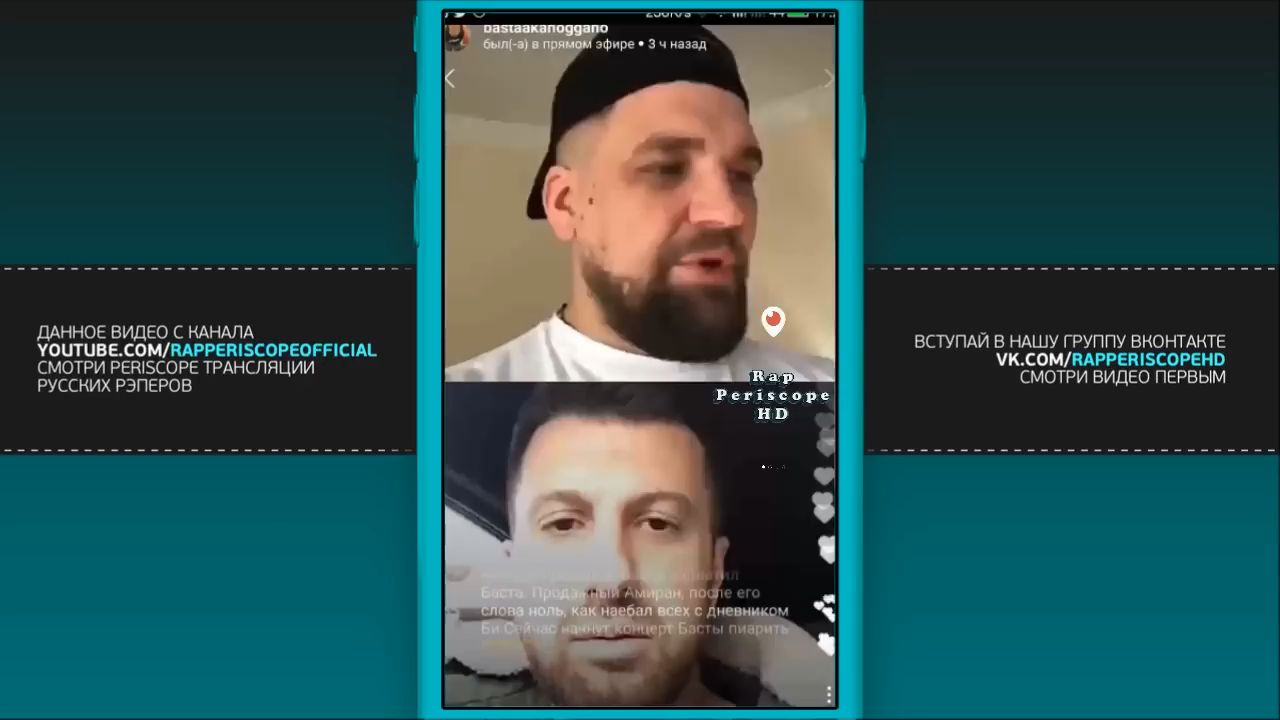 bastaakanoggano
был(-а) в прямом эфире • 3 ч назад
ДАННОЕ ВИДЕО С КАНАЛА
YOUTUBE.COM/RAPPERISCOPEOFFICIAL
СМОТРИ PERISCOPE ТРАНСЛЯЦИИ
РУССКИХ РЭПЕРОВ
ВСТУПАЙ В НАШУ ГРУППУ ВКОНТАКТЕ
VK.COM/RAPPERISCOPEHD
СМОТРИ ВИДЕО ПЕРВЫМ
Rap
Periscope
HD
Баста. Продажный Амиран, после его
слова ноль, как наебал всех с дневником
Би Сейчас начнут концерт Басты пиарить